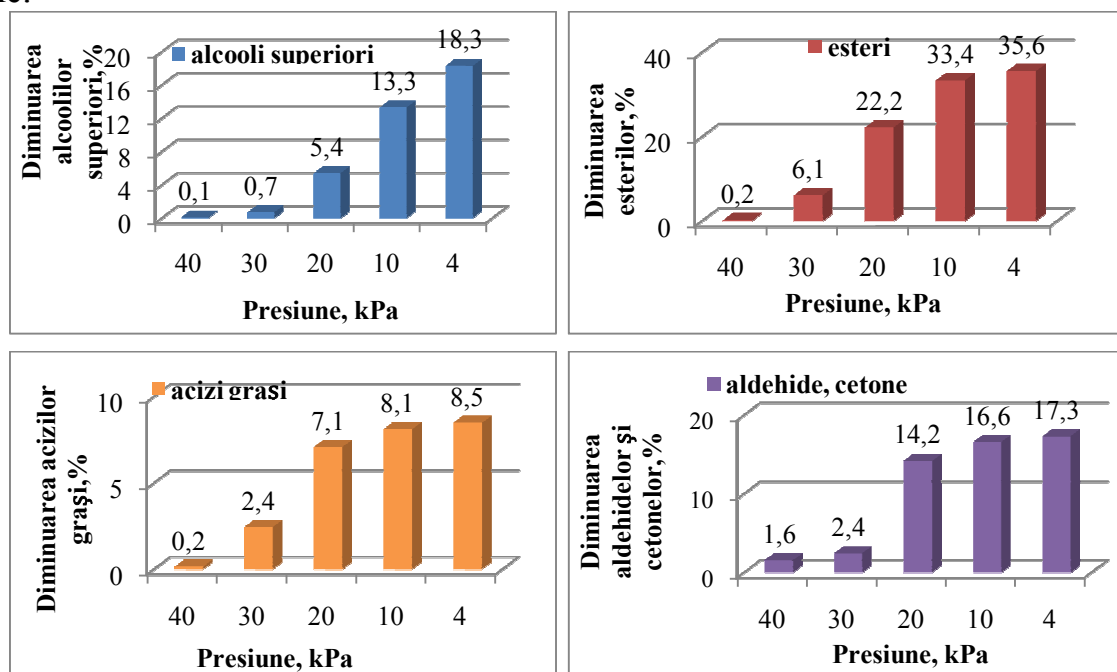 Diminuarea
alcoolilor
superiori,%
alcooli superiori
20
16
12
8
4
0
0,1
0,7
5,4
13,3
18,3
40 30 20 10 4
Presiune, kPa
Diminuarea
esterilor,%
esteri
40
20
0
0,2
6,1
22,2
33,4
35,6
40 30 20 10 4
Presiune, kPa
Diminuarea acizilor
graşi,%
acizi graşi
10
5
0
0,2
2,4
7,1
8,1
8,5
40 30 20 10 4
Presiune, kPa
Diminuarea
aldehidelor şi
cetonelor,%
aldehide, cetone
20
10
0
1,6
2,4
14,2
16,6
17,3
40 30 20 10 4
Presiune, kPa